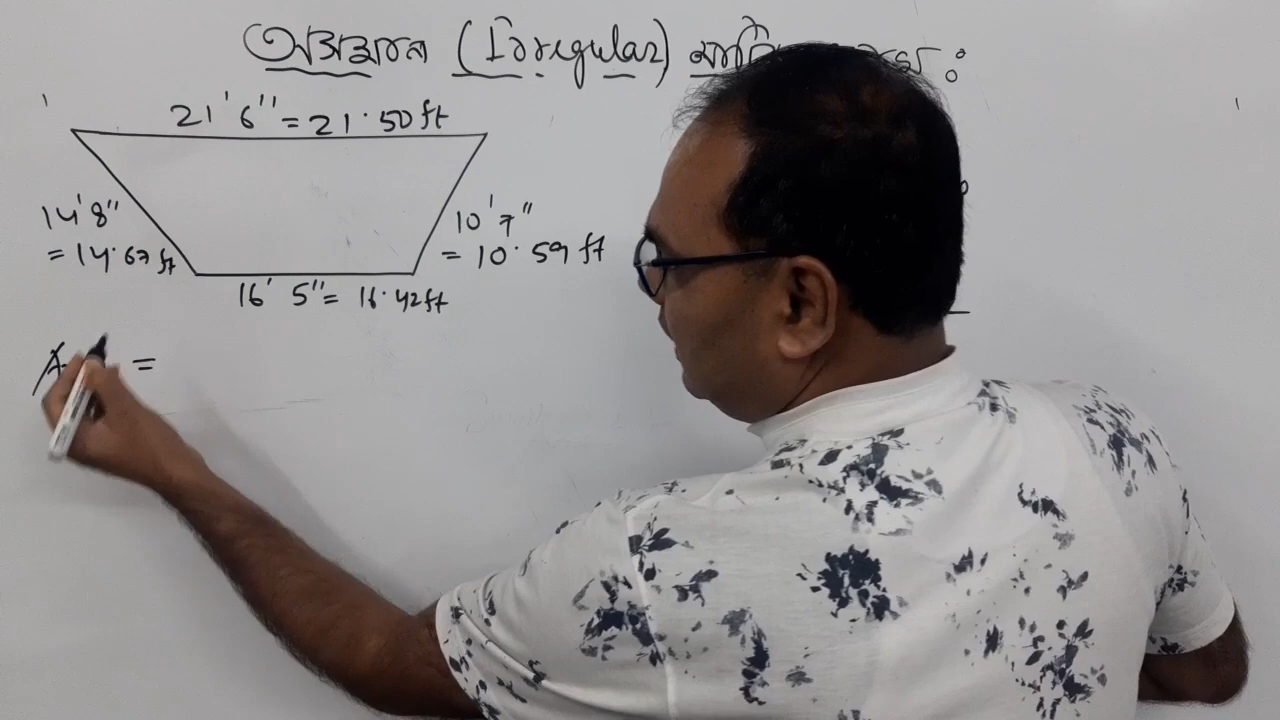 অসমান (Irregular)
21' 6" = 21.50 ft
14' 8"
= 14.67 ft
10' 7"
= 10.59 ft
16' 5" = 16.42 ft
=